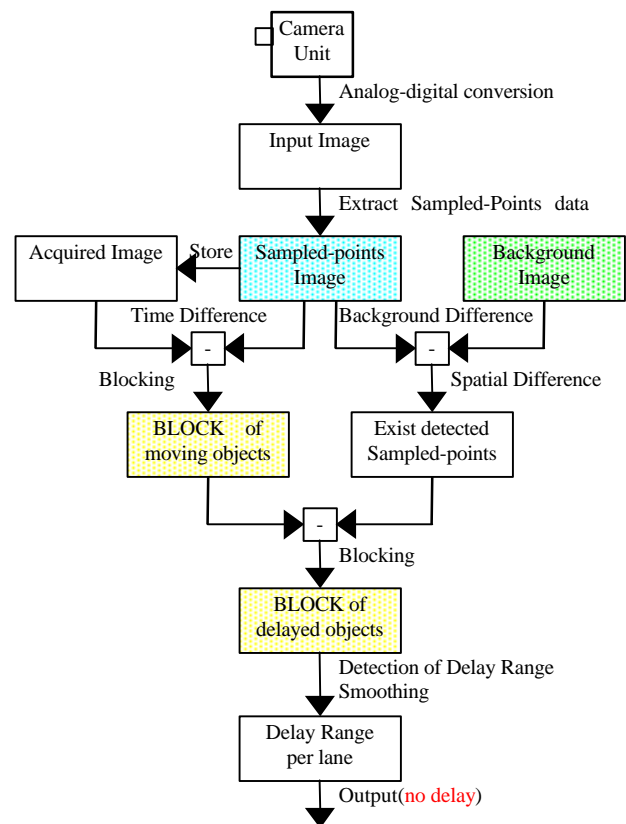 Camera
Unit
Analog-digital conversion
Input Image
Extract Sampled-Points data
Acquired Image
Store
Sampled-points
Image
Background
Image
Time Difference
Background Difference
-
-
Blocking
Spatial Difference
BLOCK of
moving objects
Exist detected
Sampled-points
-
Blocking
BLOCK of
delayed objects
Detection of Delay Range
Smoothing
Delay Range
per lane
Output(no delay)